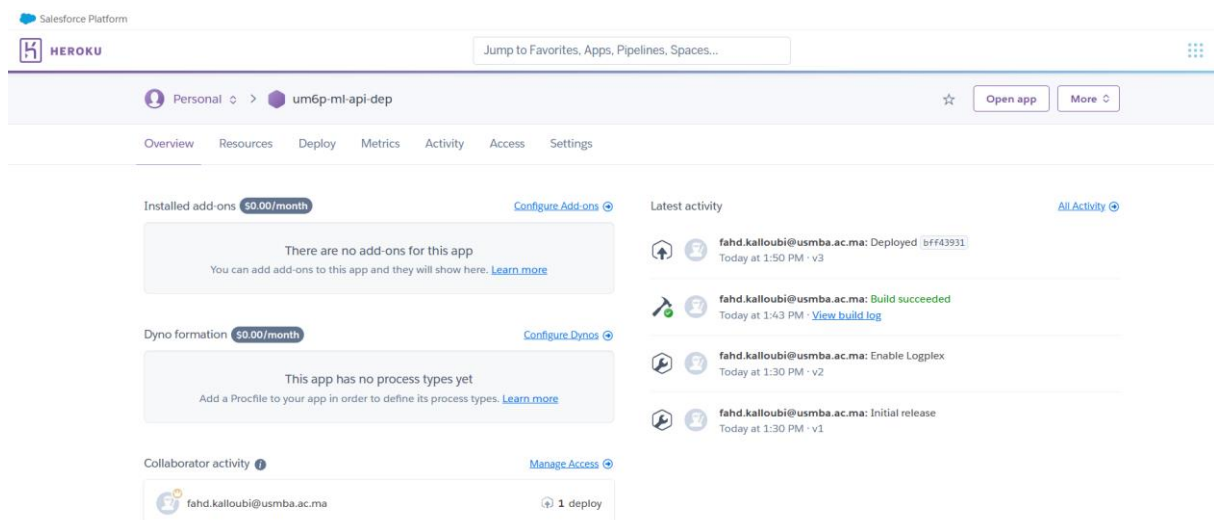 Salesforce Platform
HEROKU
Jump to Favorites, Apps, Pipelines, Spaces...
Personal > um6p-ml-api-dep
Open app
More
Overview Resources Deploy Metrics Activity Access Settings
Installed add-ons $0.00/month
Configure Add-ons
There are no add-ons for this app
You can add add-ons to this app and they will show here. Learn more
Dyno formation $0.00/month
Configure Dynos
This app has no process types yet
Add a Procfile to your app in order to define its process types. Learn more
Collaborator activity
Manage Access
fahd.kalloubi@usmba.ac.ma
1 deploy
Latest activity
All Activity
fahd.kalloubi@usmba.ac.ma: Deployed bff43931
Today at 1:50 PM · v3
fahd.kalloubi@usmba.ac.ma: Build succeeded
Today at 1:43 PM · View build log
fahd.kalloubi@usmba.ac.ma: Enable Logplex
Today at 1:30 PM · v2
fahd.kalloubi@usmba.ac.ma: Initial release
Today at 1:30 PM · v1